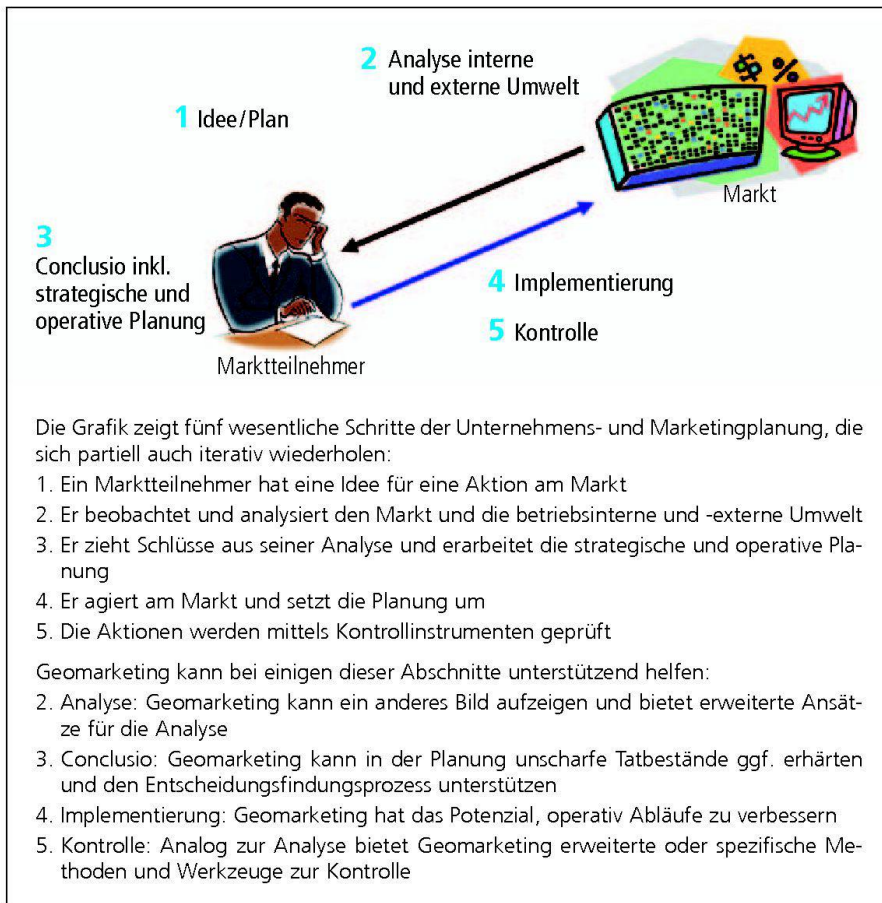 2 Analyse interne
und externe Umwelt
$ %
1 Idee/Plan
Markt
3
Conclusio inkl.
strategische und
operative Planung
4 Implementierung
5 Kontrolle
Marktteilnehmer
Die Grafik zeigt fünf wesentliche Schritte der Unternehmens- und Marketingplanung, die
sich partiell auch iterativ wiederholen:
1. Ein Marktteilnehmer hat eine Idee für eine Aktion am Markt
2. Er beobachtet und analysiert den Markt und die betriebsinterne und -externe Umwelt
3. Er zieht Schlüsse aus seiner Analyse und erarbeitet die strategische und operative Pla-
nung
4. Er agiert am Markt und setzt die Planung um
5. Die Aktionen werden mittels Kontrollinstrumenten geprüft
Geomarketing kann bei einigen dieser Abschnitte unterstützend helfen:
2. Analyse: Geomarketing kann ein anderes Bild aufzeigen und bietet erweiterte Ansät-
ze für die Analyse
3. Conclusio: Geomarketing kann in der Planung unscharfe Tatbestände ggf. erhärten
und den Entscheidungsfindungsprozess unterstützen
4. Implementierung: Geomarketing hat das Potenzial, operativ Abläufe zu verbessern
5. Kontrolle: Analog zur Analyse bietet Geomarketing erweiterte oder spezifische Me-
thoden und Werkzeuge zur Kontrolle